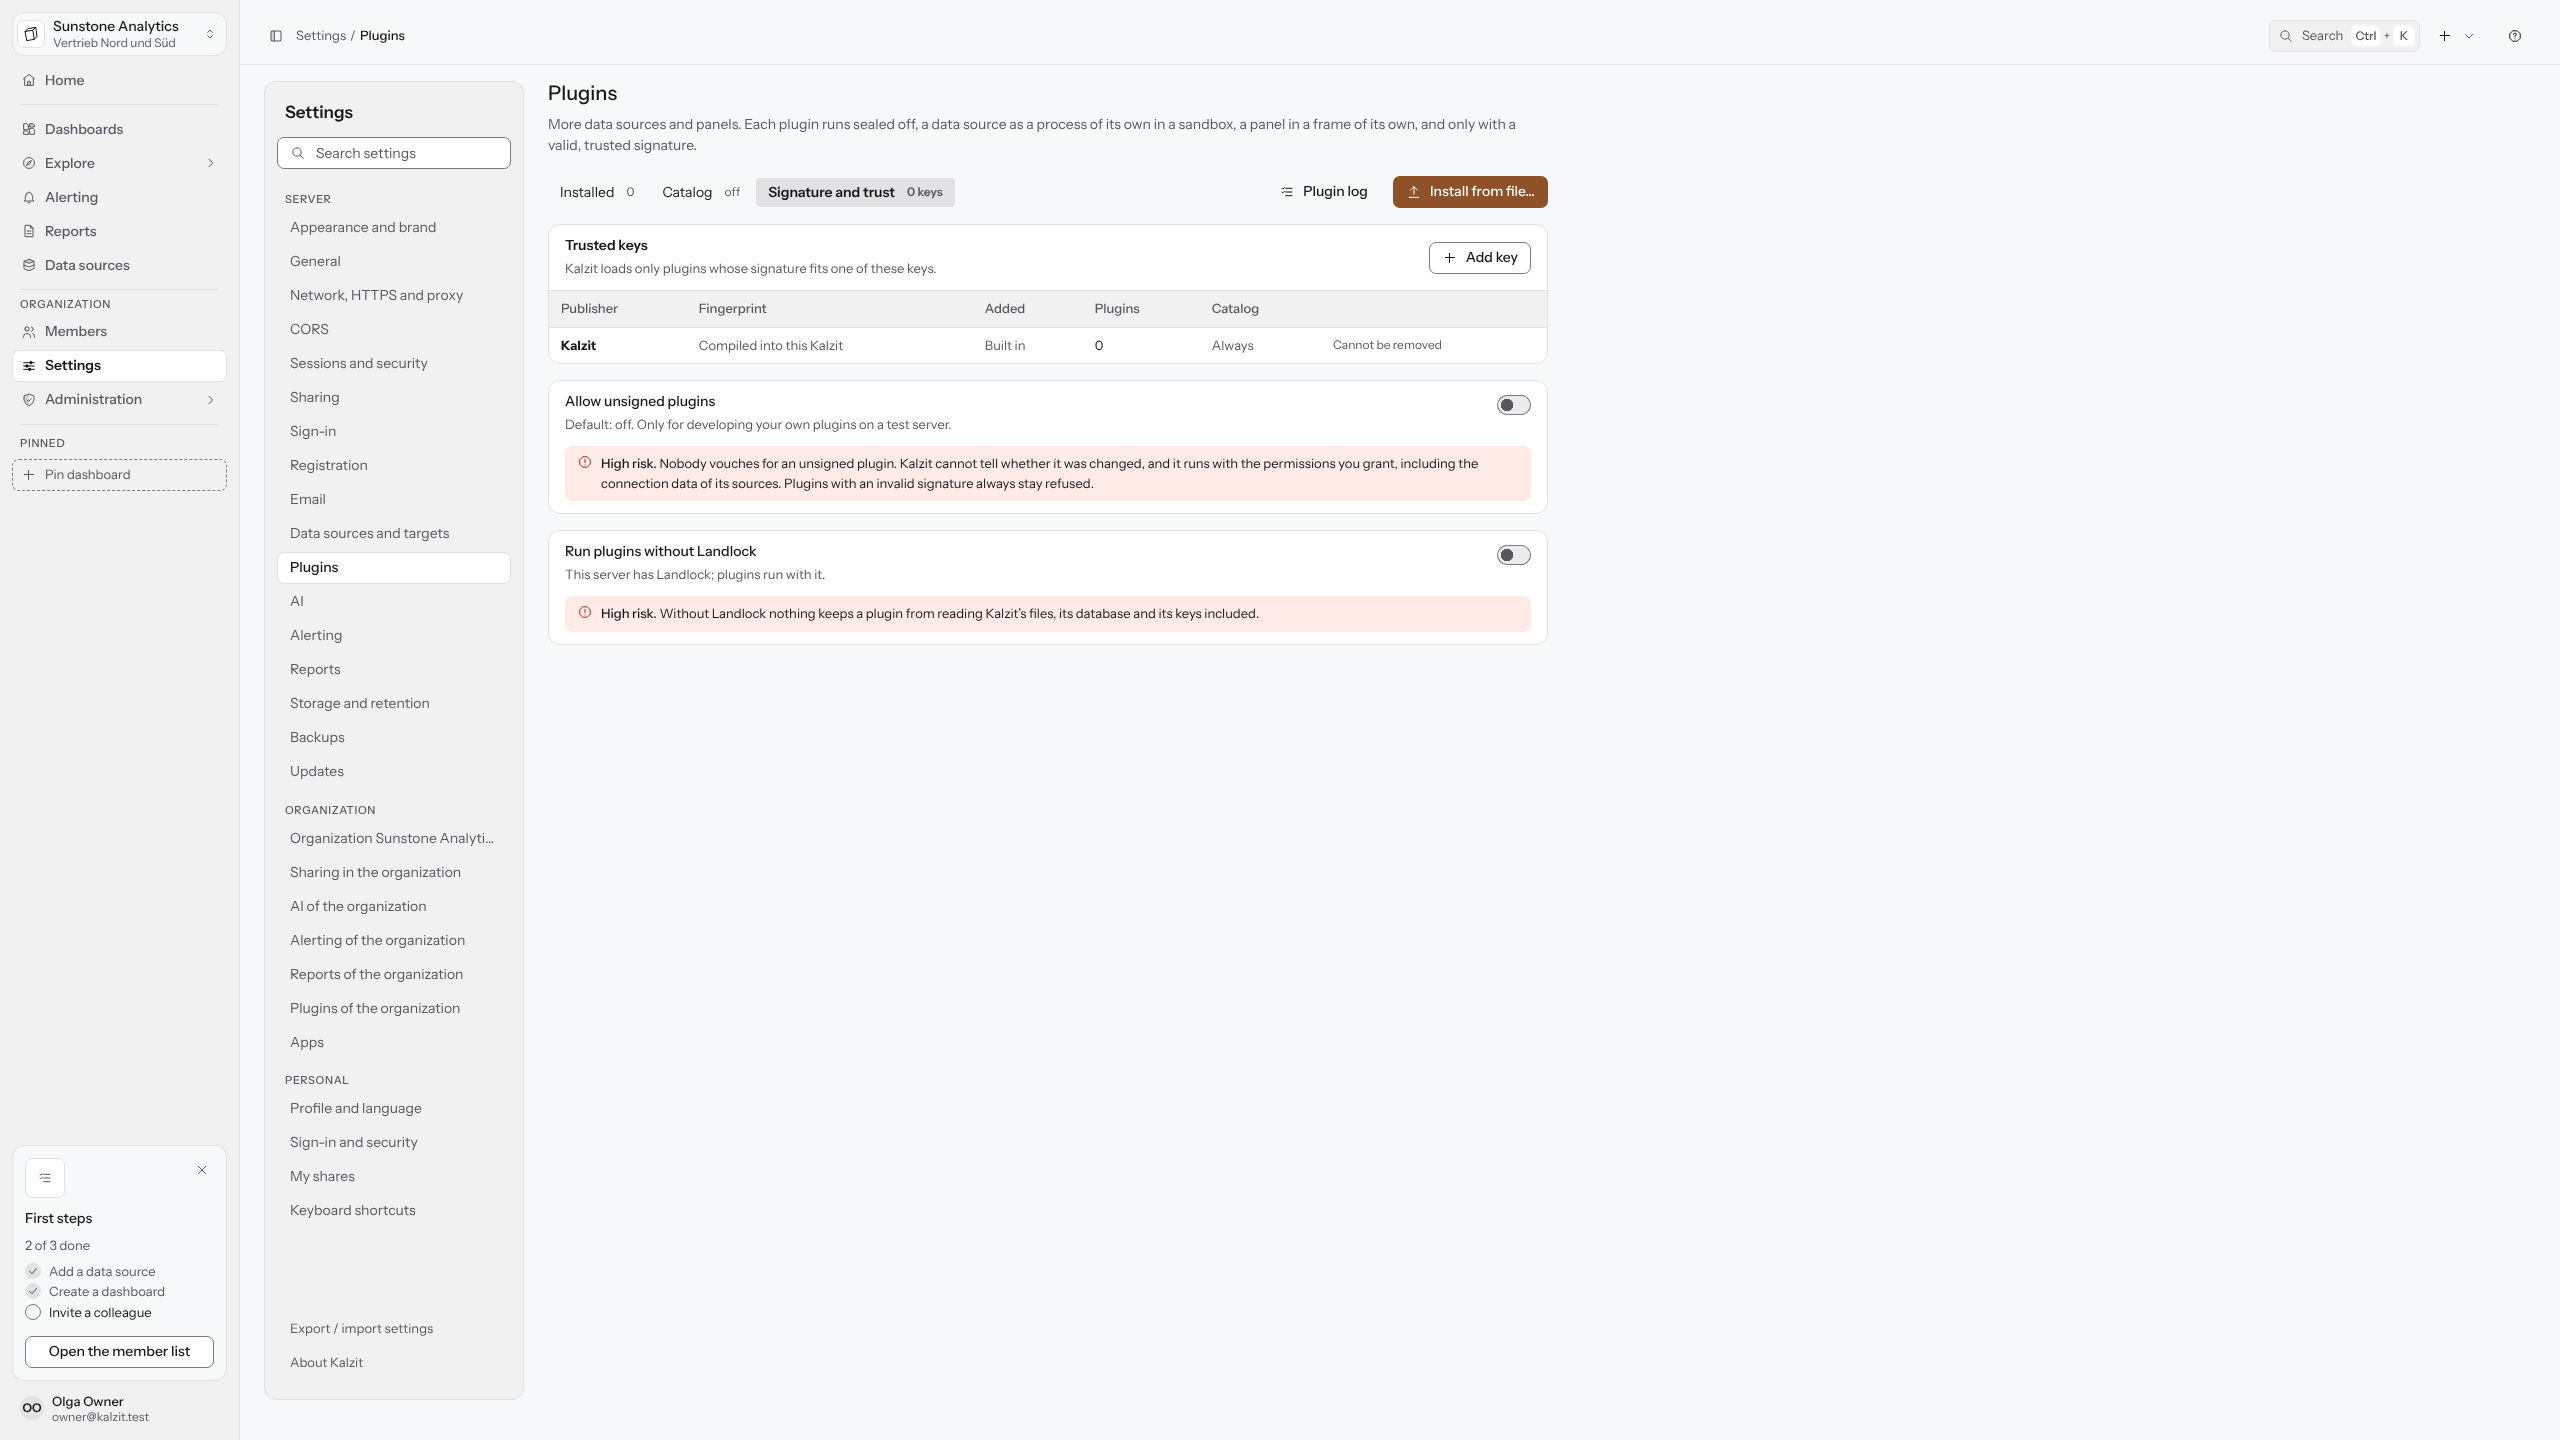 Sunstone Analytics
Vertrieb Nord und Süd
Home
Dashboards
Explore
Alerting
Reports
Data sources
ORGANIZATION
Members
Settings
Administration
PINNED
Pin dashboard
First steps
2 of 3 done
Add a data source
Create a dashboard
Invite a colleague
Open the member list
OO
Olga Owner
owner@kalzit.test
Settings / Plugins
Search Ctrl + K
Settings
Search settings
SERVER
Appearance and brand
General
Network, HTTPS and proxy
CORS
Sessions and security
Sharing
Sign-in
Registration
Email
Data sources and targets
Plugins
AI
Alerting
Reports
Storage and retention
Backups
Updates
ORGANIZATION
Organization Sunstone Analyti...
Sharing in the organization
AI of the organization
Alerting of the organization
Reports of the organization
Plugins of the organization
Apps
PERSONAL
Profile and language
Sign-in and security
My shares
Keyboard shortcuts
Export / import settings
About Kalzit
Plugins
More data sources and panels. Each plugin runs sealed off, a data source as a process of its own in a sandbox, a panel in a frame of its own, and only with a
valid, trusted signature.
Installed 0 Catalog off Signature and trust 0 keys Plugin log Install from file...
Trusted keys
Kalzit loads only plugins whose signature fits one of these keys.
Add key
Publisher Fingerprint Added Plugins Catalog
Kalzit Compiled into this Kalzit Built in 0 Always Cannot be removed
Allow unsigned plugins
Default: off. Only for developing your own plugins on a test server.
High risk. Nobody vouches for an unsigned plugin. Kalzit cannot tell whether it was changed, and it runs with the permissions you grant, including the
connection data of its sources. Plugins with an invalid signature always stay refused.
Run plugins without Landlock
This server has Landlock; plugins run with it.
High risk. Without Landlock nothing keeps a plugin from reading Kalzit's files, its database and its keys included.